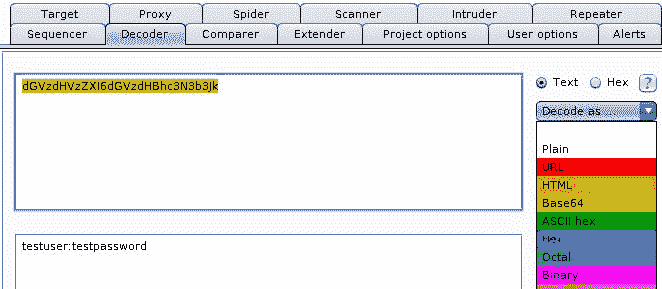 Target Proxy Spider Scanner Intruder Repeater
Sequencer Decoder Comparer Extender Project options User options Alerts
dGVzdHVzZXI6dGVzdHBhc3N3b3Jk
Text Hex ?
Decode as ...
Plain
URL
HTML
Base64
ASCII hex
Hex
Octal
Binary
testuser:testpassword